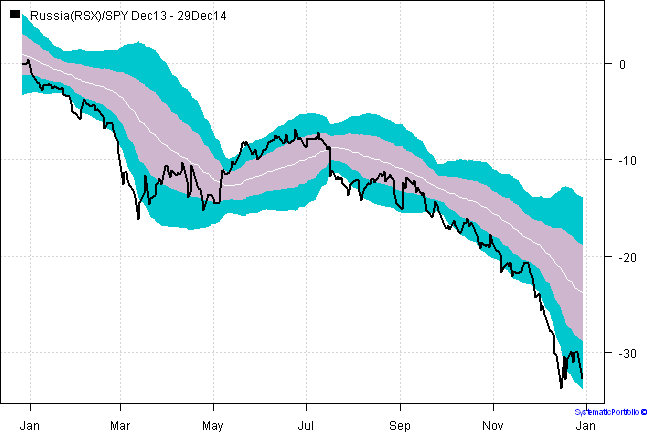 Russia(RSX)/SPY Dec13 - 29Dec14
0
-10
-20
-30
Jan Mar May Jul Sep Nov Jan
SystematicPortfolio ©